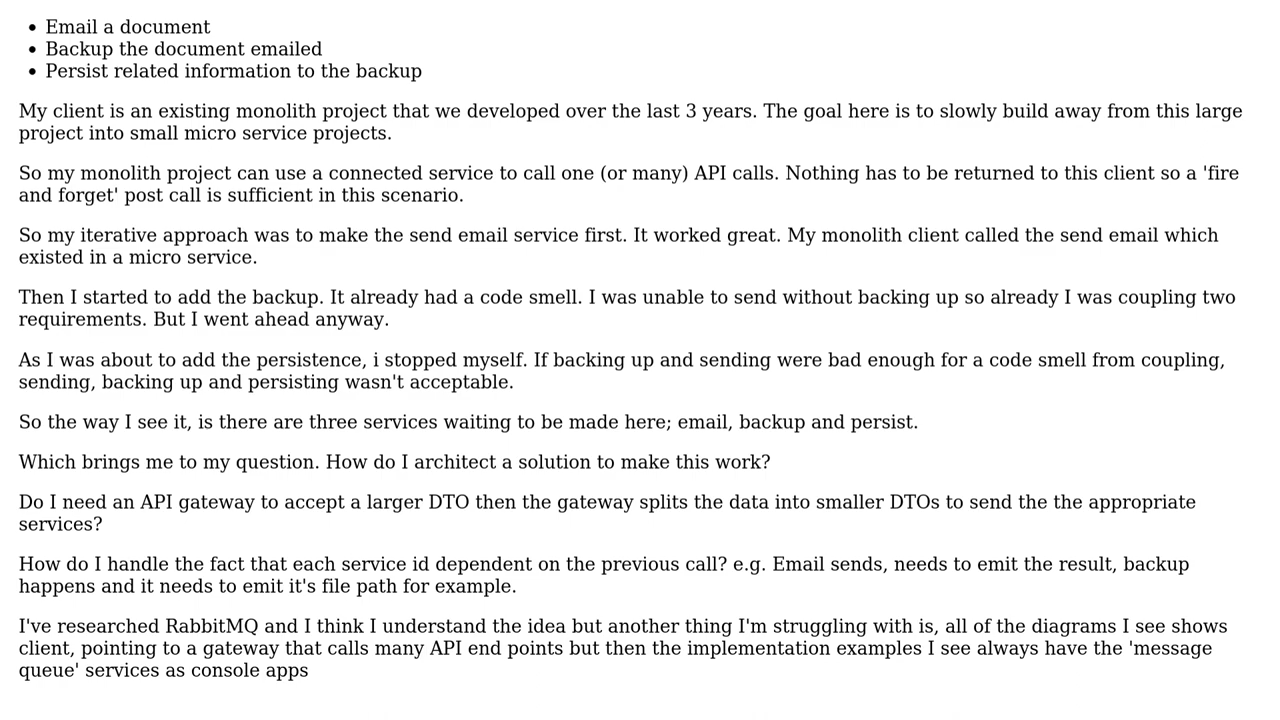 • Email a document
• Backup the document emailed
• Persist related information to the backup
My client is an existing monolith project that we developed over the last 3 years. The goal here is to slowly build away from this large
project into small micro service projects.
So my monolith project can use a connected service to call one (or many) API calls. Nothing has to be returned to this client so a 'fire
and forget' post call is sufficient in this scenario.
So my iterative approach was to make the send email service first. It worked great. My monolith client called the send email which
existed in a micro service.
Then I started to add the backup. It already had a code smell. I was unable to send without backing up so already I was coupling two
requirements. But I went ahead anyway.
As I was about to add the persistence, i stopped myself. If backing up and sending were bad enough for a code smell from coupling,
sending, backing up and persisting wasn't acceptable.
So the way I see it, is there are three services waiting to be made here; email, backup and persist.
Which brings me to my question. How do I architect a solution to make this work?
Do I need an API gateway to accept a larger DTO then the gateway splits the data into smaller DTOs to send the the appropriate
services?
How do I handle the fact that each service id dependent on the previous call? e.g. Email sends, needs to emit the result, backup
happens and it needs to emit it's file path for example.
I've researched RabbitMQ and I think I understand the idea but another thing I'm struggling with is, all of the diagrams I see shows
client, pointing to a gateway that calls many API end points but then the implementation examples I see always have the 'message
queue' services as console apps